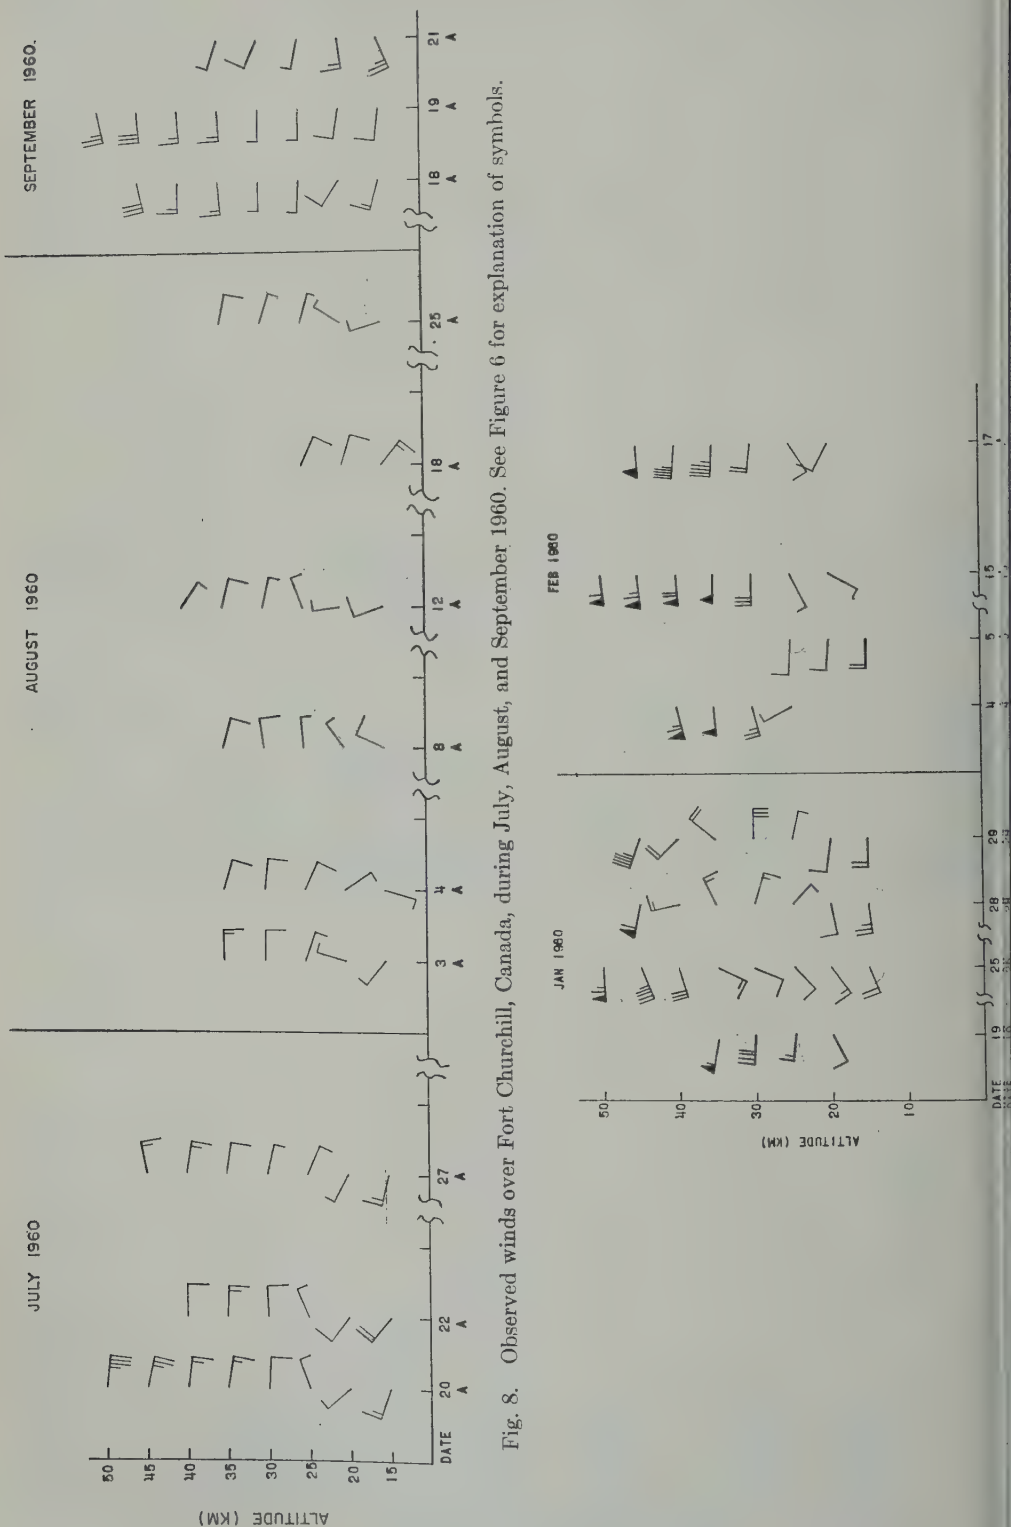 JULY 1960
AUGUST 1960
SEPTEMBER 1960.
ALTITUDE (KM)
50
45
40
35
30
25
20
15
DATE 20 22 27 3 4 8 12 18 25 18 19 21
A A A A A A A A A A A A
Fig. 8. Observed winds over Fort Churchill, Canada, during July, August, and September 1960. See Figure 6 for explanation of symbols.
JAN 1960
FEB 1960
ALTITUDE (KM)
50
40
30
20
10
DATE 19 25 28 29 4 5 15 17